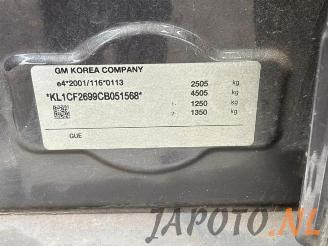 GM KOREA COMPANY
e4*2001/116*0113
2505 kg
*KL1CF2699CB051568*
4505 kg
1- 1250 kg
2- 1350 kg
GUE
JAPOTO.NL